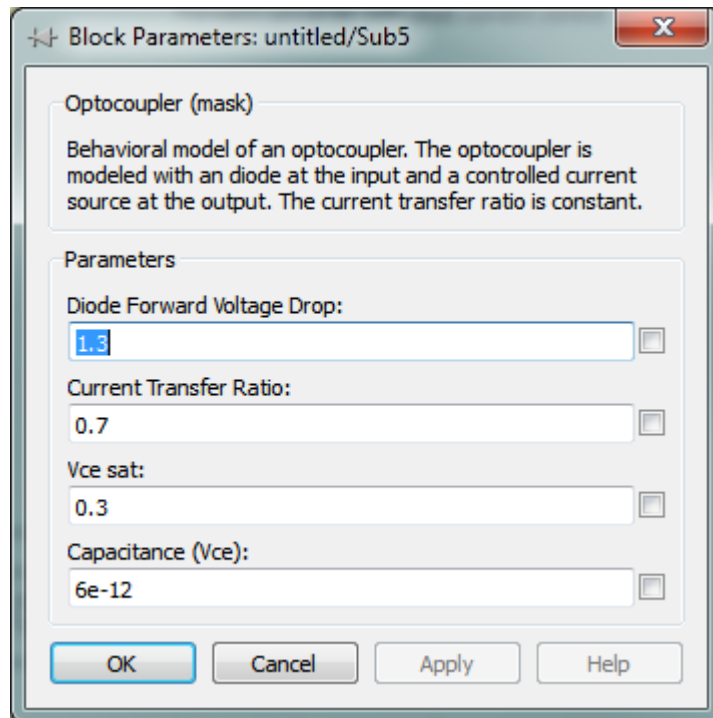 Block Parameters: untitled/Sub5
Optocoupler (mask)
Behavioral model of an optocoupler. The optocoupler is
modeled with an diode at the input and a controlled current
source at the output. The current transfer ratio is constant.
Parameters
Diode Forward Voltage Drop:
1.3
Current Transfer Ratio:
0.7
Vce sat:
0.3
Capacitance (Vce):
6e-12
OK Cancel Apply Help